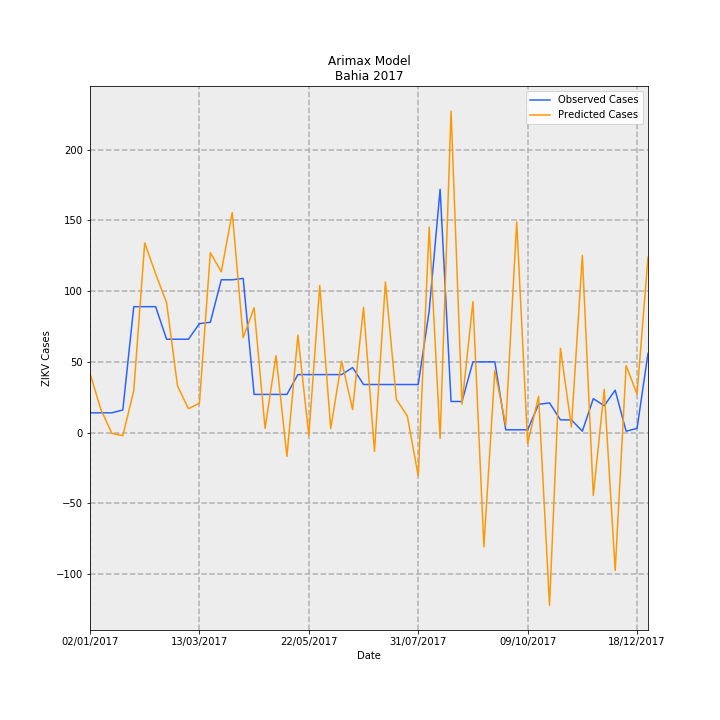 Arimax Model
Bahia 2017
Observed Cases
Predicted Cases
200
150
100
50
0
−50
−100
ZIKV Cases
02/01/2017 13/03/2017 22/05/2017 31/07/2017 09/10/2017 18/12/2017
Date